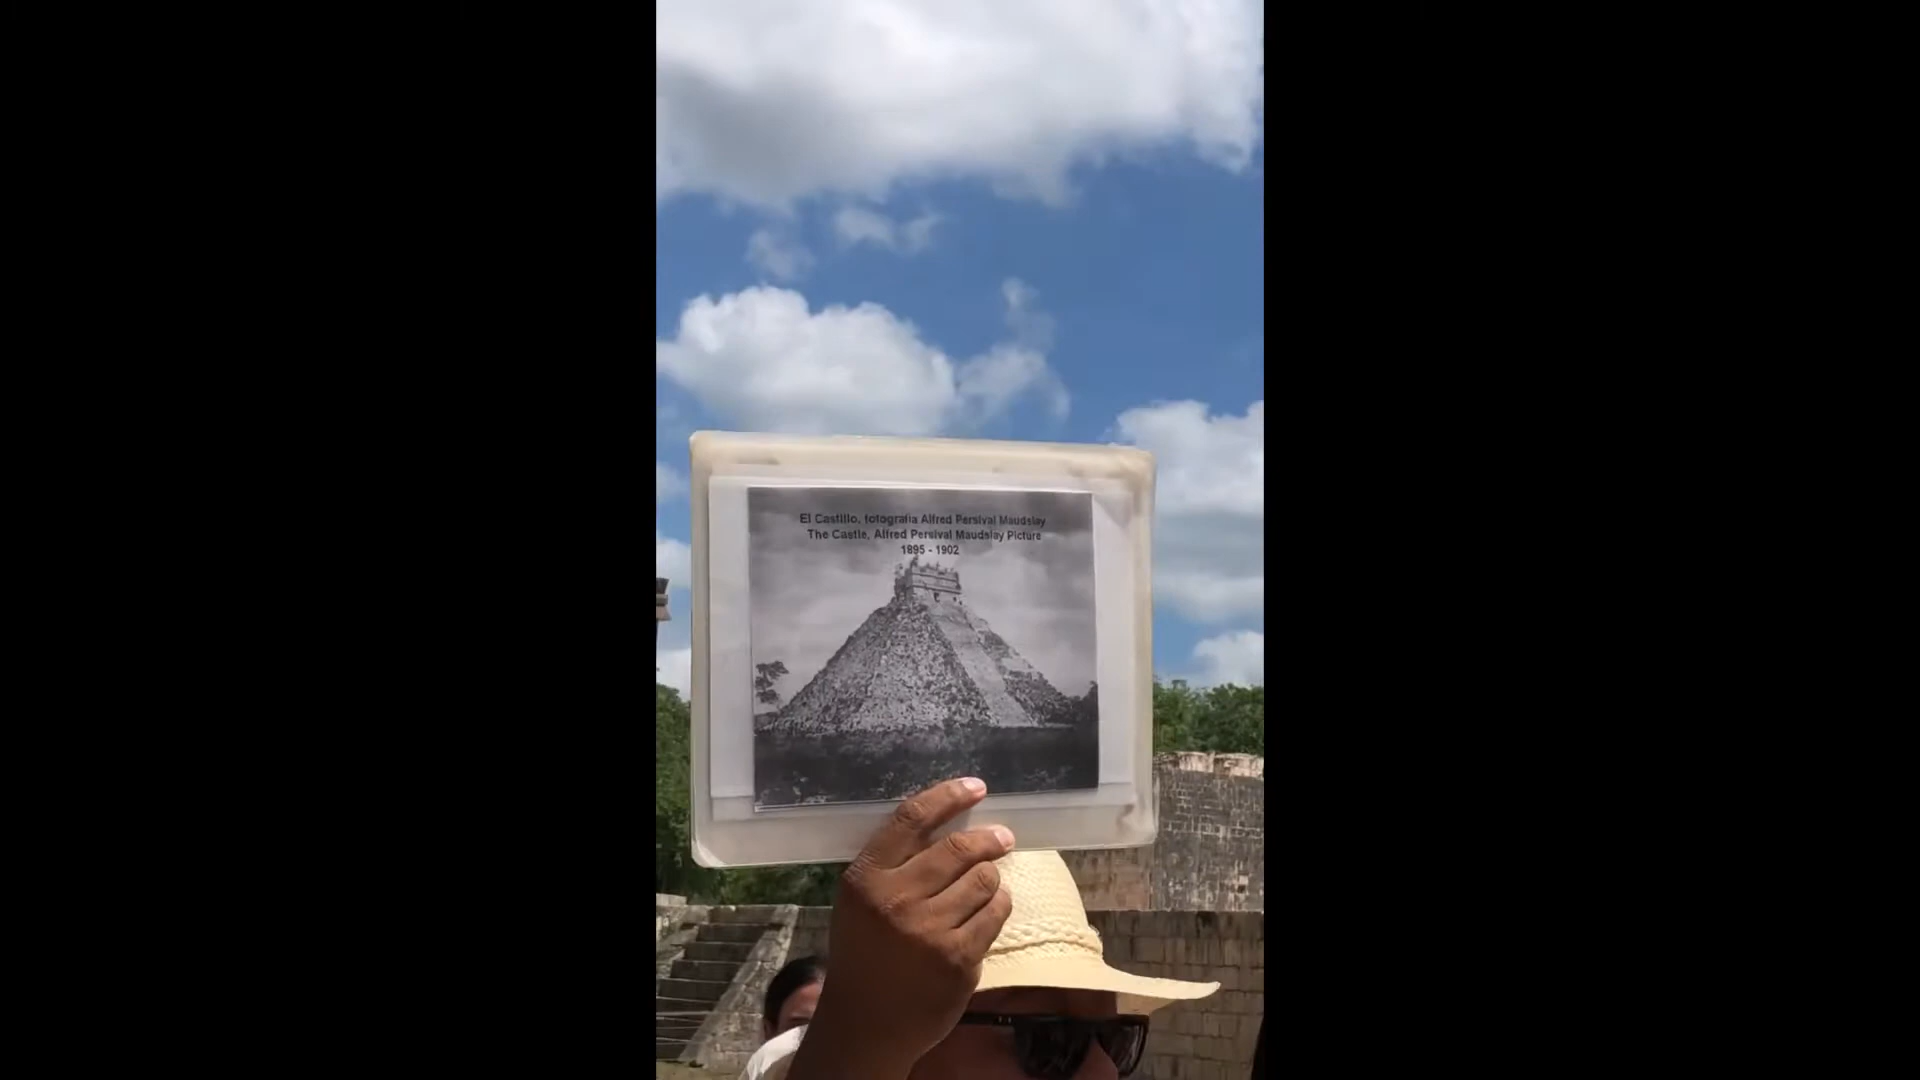 El Castillo, fotografía Alfred Persival Maudslay
The Castle, Alfred Persival Maudslay Picture
1895 - 1902